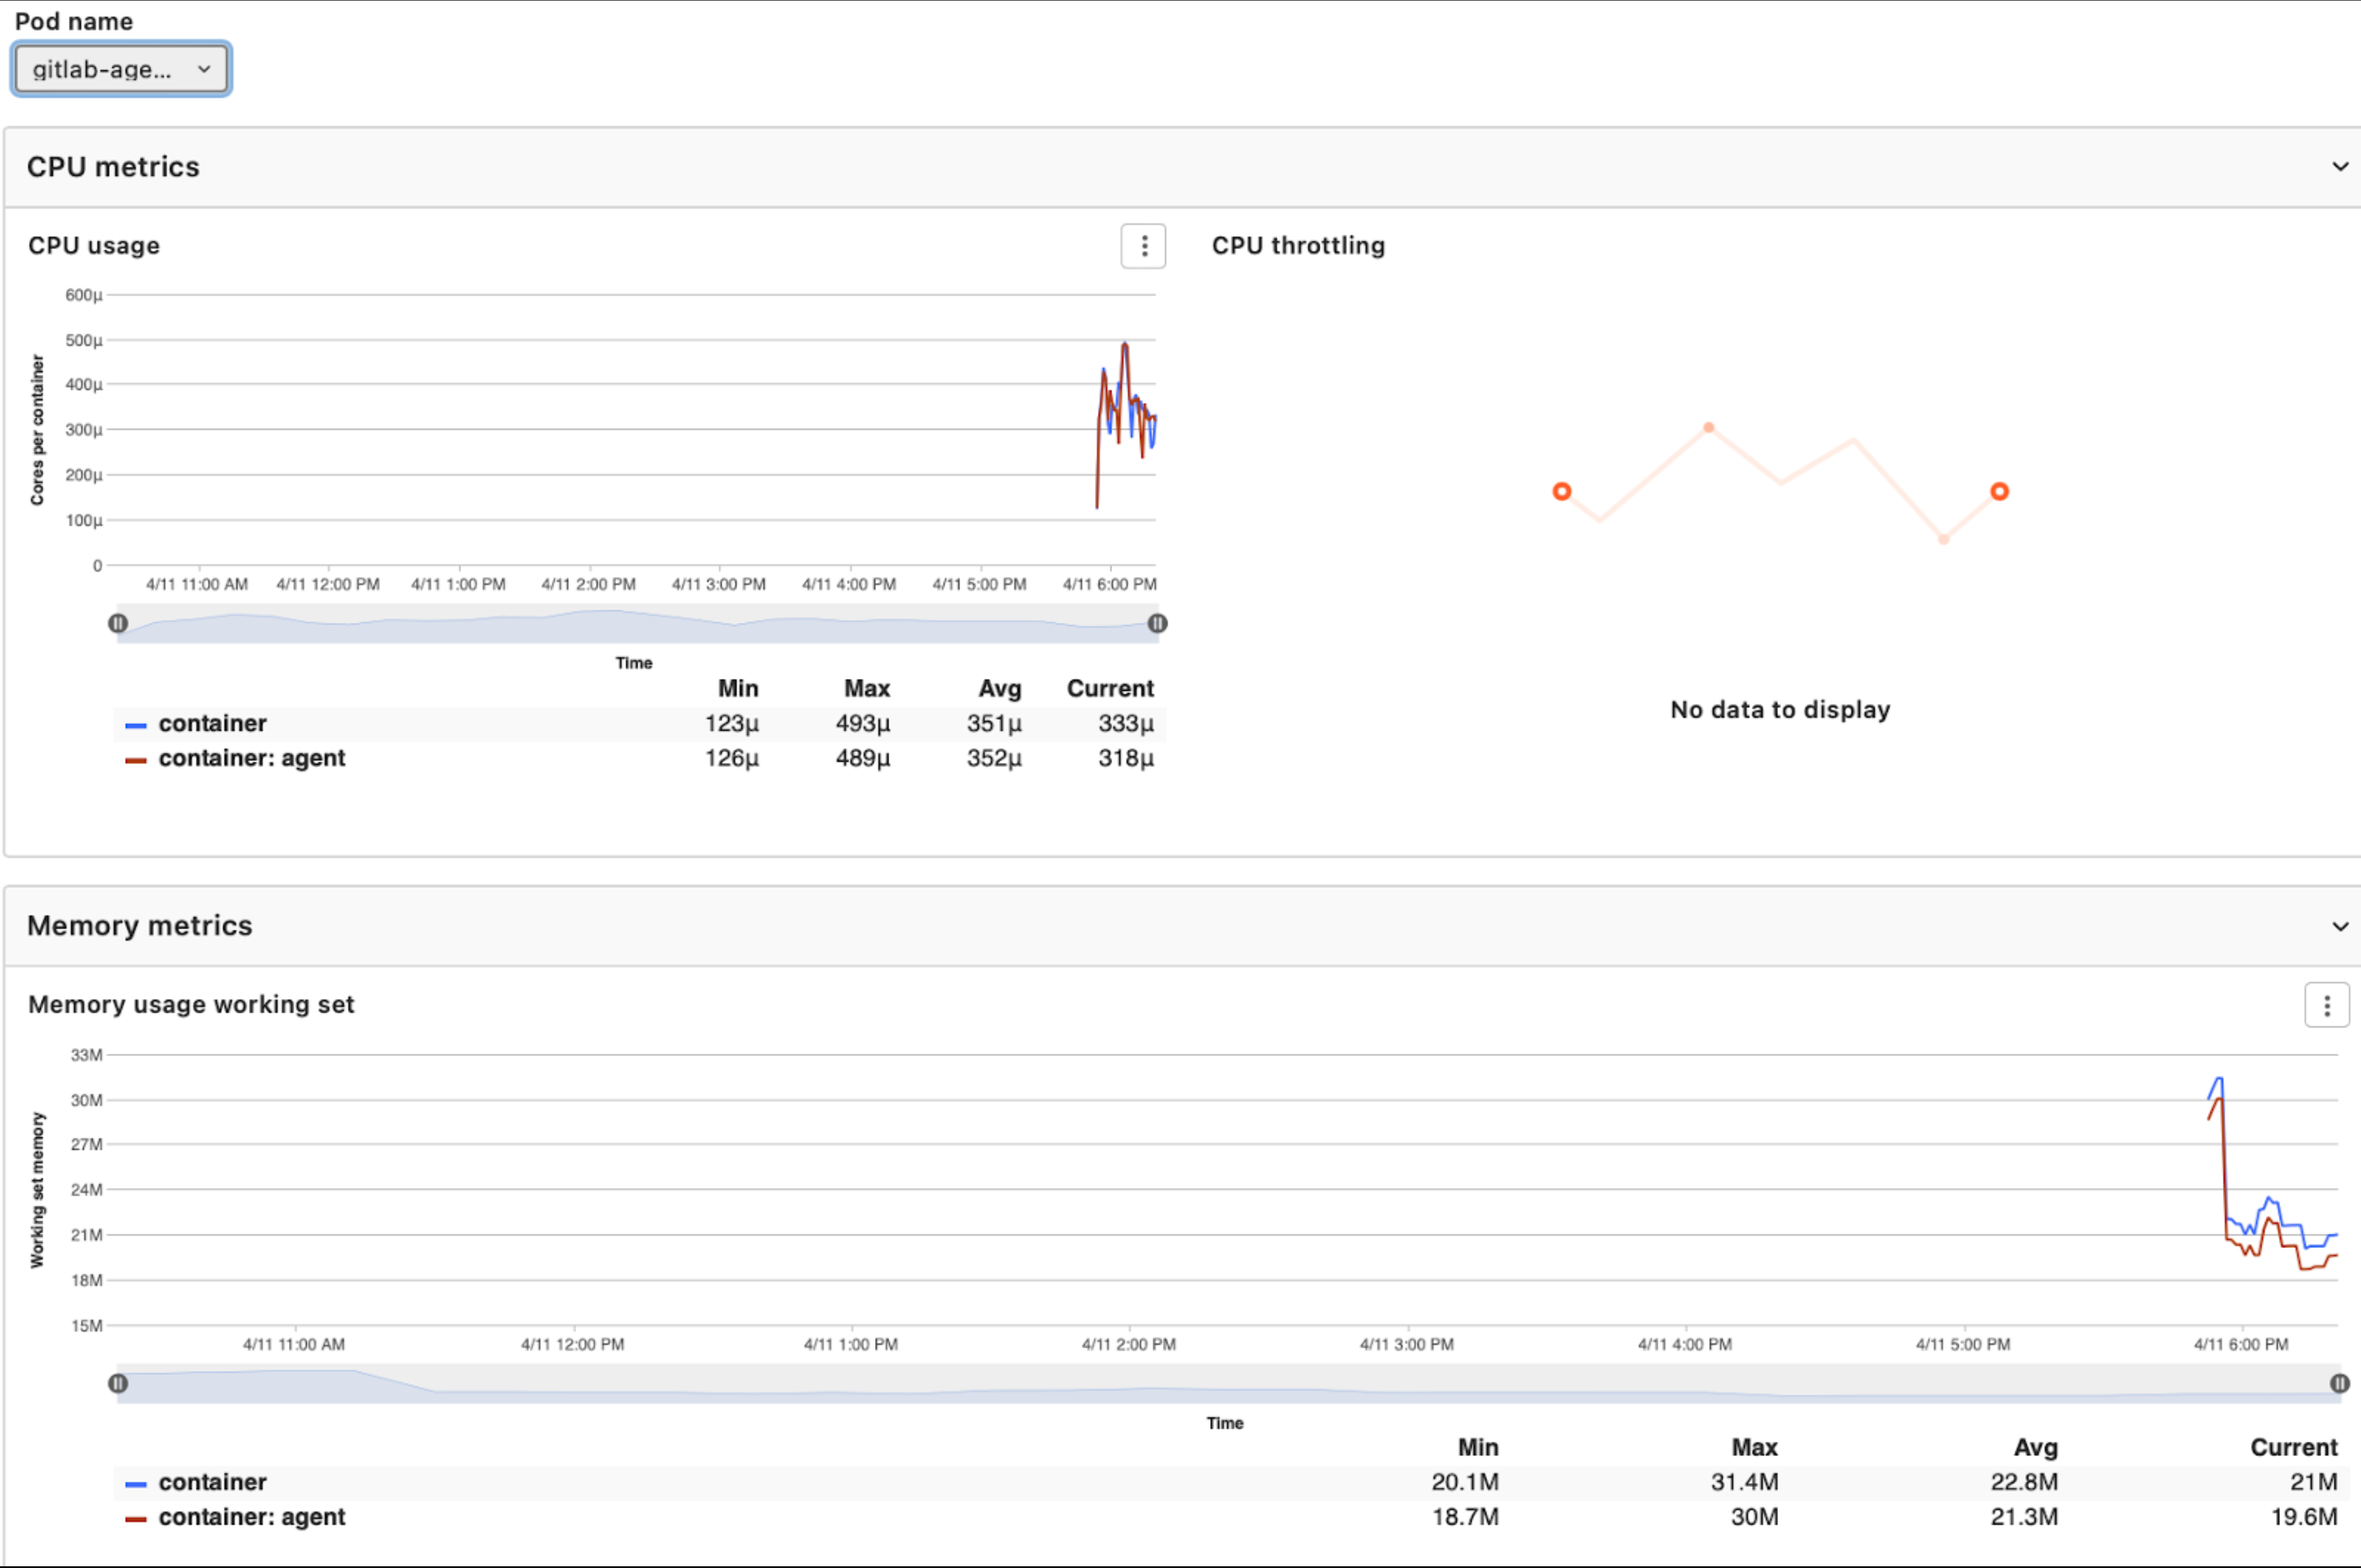 Pod name
gitlab-age...
CPU metrics
CPU usage
CPU throttling
Cores per container
600μ
500μ
400μ
300μ
200μ
100μ
0
4/11 11:00 AM 4/11 12:00 PM 4/11 1:00 PM 4/11 2:00 PM 4/11 3:00 PM 4/11 4:00 PM 4/11 5:00 PM 4/11 6:00 PM
Time
Min Max Avg Current
container 123μ 493μ 351μ 333μ
container: agent 126μ 489μ 352μ 318μ
No data to display
Memory metrics
Memory usage working set
Working set memory
33M
30M
27M
24M
21M
18M
15M
4/11 11:00 AM 4/11 12:00 PM 4/11 1:00 PM 4/11 2:00 PM 4/11 3:00 PM 4/11 4:00 PM 4/11 5:00 PM 4/11 6:00 PM
Time
Min Max Avg Current
container 20.1M 31.4M 22.8M 21M
container: agent 18.7M 30M 21.3M 19.6M